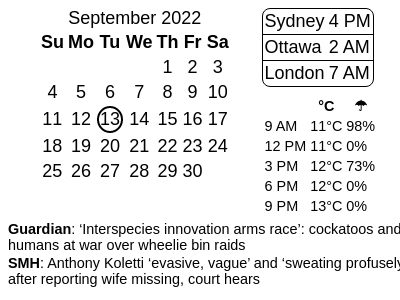 September 2022
Su Mo Tu We Th Fr Sa
1 2 3
4 5 6 7 8 9 10
11 12 13 14 15 16 17
18 19 20 21 22 23 24
25 26 27 28 29 30
Sydney 4 PM
Ottawa 2 AM
London 7 AM
°C ☂
9 AM 11°C 98%
12 PM 11°C 0%
3 PM 12°C 73%
6 PM 12°C 0%
9 PM 13°C 0%
Guardian: ‘Interspecies innovation arms race’: cockatoos and
humans at war over wheelie bin raids
SMH: Anthony Koletti ‘evasive, vague’ and ‘sweating profusely
after reporting wife missing, court hears